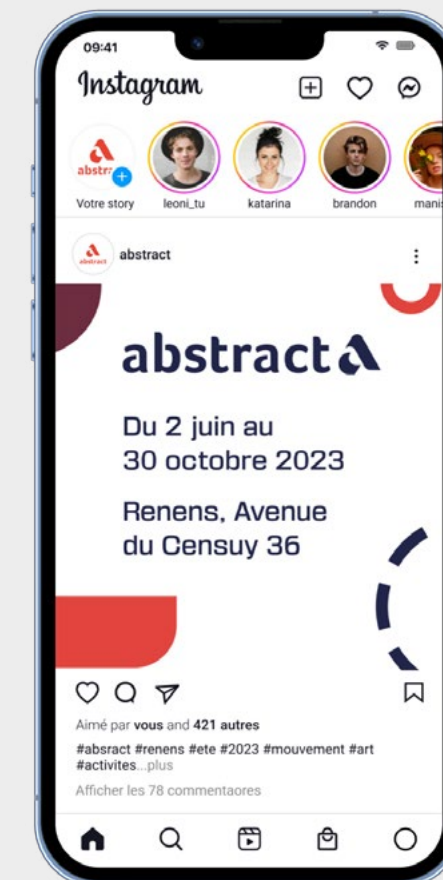 09:41
Instagram
abstract
Votre story
leoni_tu
katarina
brandon
abstract
abstract
abstract
Du 2 juin au
30 octobre 2023
Renens, Avenue
du Censuy 36
Aimé par vous and 421 autres
#absract #renens #ete #2023 #mouvement #art
#activites...plus
Afficher les 78 commentaores